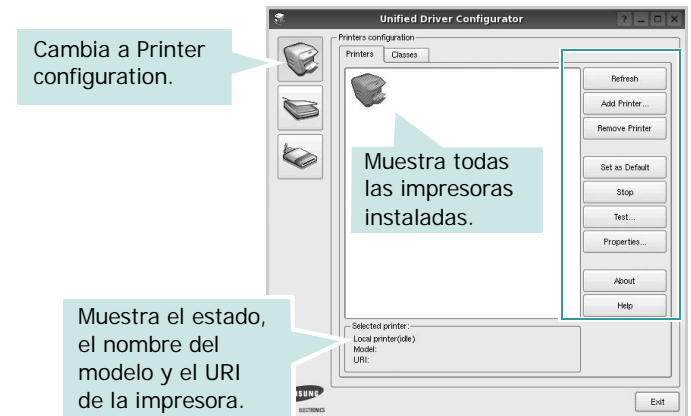 Unified Driver Configurator
Cambia a Printer
configuration.
Printers configuration
Printers
Classes
Refresh
Add Printer...
Remove Printer
Muestra todas
las impresoras
instaladas.
Set as Default
Stop
Test...
Properties...
About
Help
Muestra el estado,
el nombre del
modelo y el URI
de la impresora.
Selected printer:
Local printer(idle)
Model:
URI:
SUNG
ELECTRONICS
Exit